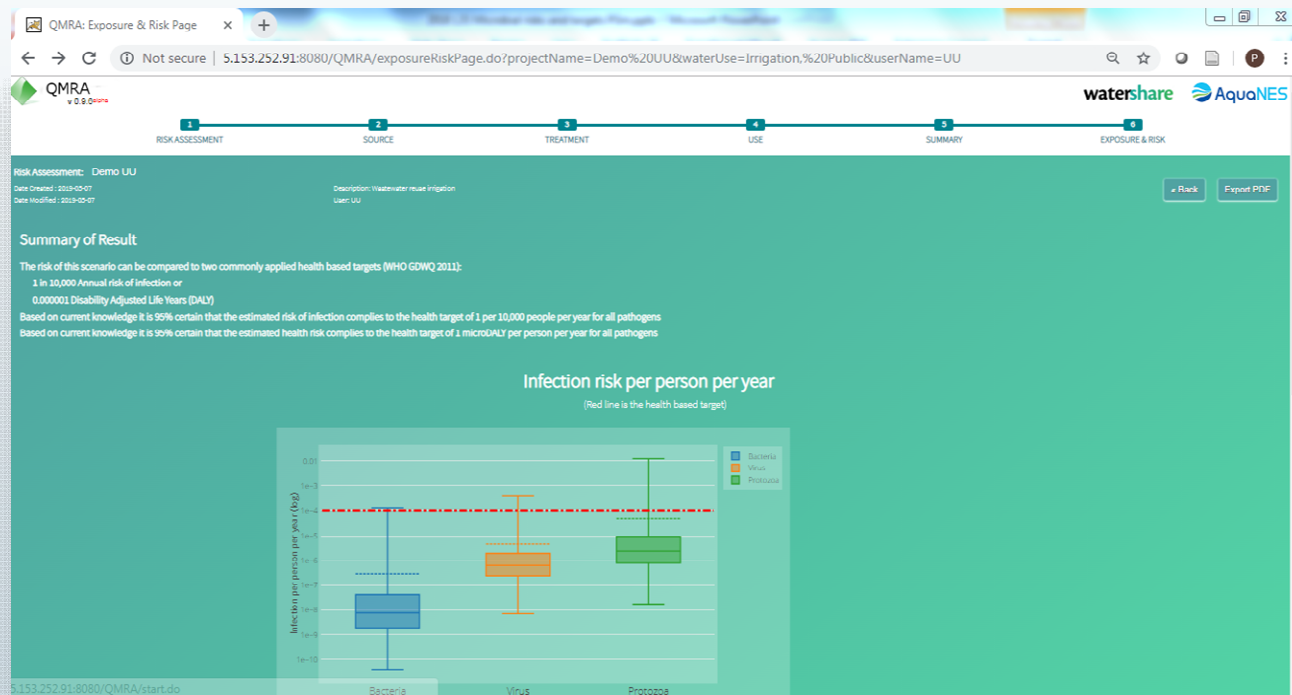 QMRA: Exposure & Risk Page
Not secure | 5.153.252.91:8080/QMRA/exposureRiskPage.do?projectName=Demo%20UU&waterUse=Irrigation,%20Public&userName=UU
P
QMRA
v 0.9.0alpha
watershare
AquaNES
1 2 3 4 5 6
RISK ASSESSMENT SOURCE TREATMENT USE SUMMARY EXPOSURE & RISK
Risk Assessment: Demo UU
Date Created : 2019-03-07 Description: Wastewater reuse irrigation
Date Modified : 2019-03-07 User: UU
« Back Export PDF
Summary of Result
The risk of this scenario can be compared to two commonly applied health based targets (WHO GDWQ 2011):
1 in 10,000 Annual risk of infection or
0.000001 Disability Adjusted Life Years (DALY)
Based on current knowledge it is 95% certain that the estimated risk of infection complies to the health target of 1 per 10,000 people per year for all pathogens
Based on current knowledge it is 95% certain that the estimated health risk complies to the health target of 1 microDALY per person per year for all pathogens
Infection risk per person per year
(Red line is the health based target)
Bacteria
Virus
Protozoa
Infection per person per year (log)
0.01
1e−3
1e−4
1e−5
1e−6
1e−7
1e−8
1e−9
1e−10
Bacteria Virus Protozoa
5.153.252.91:8080/QMRA/start.do